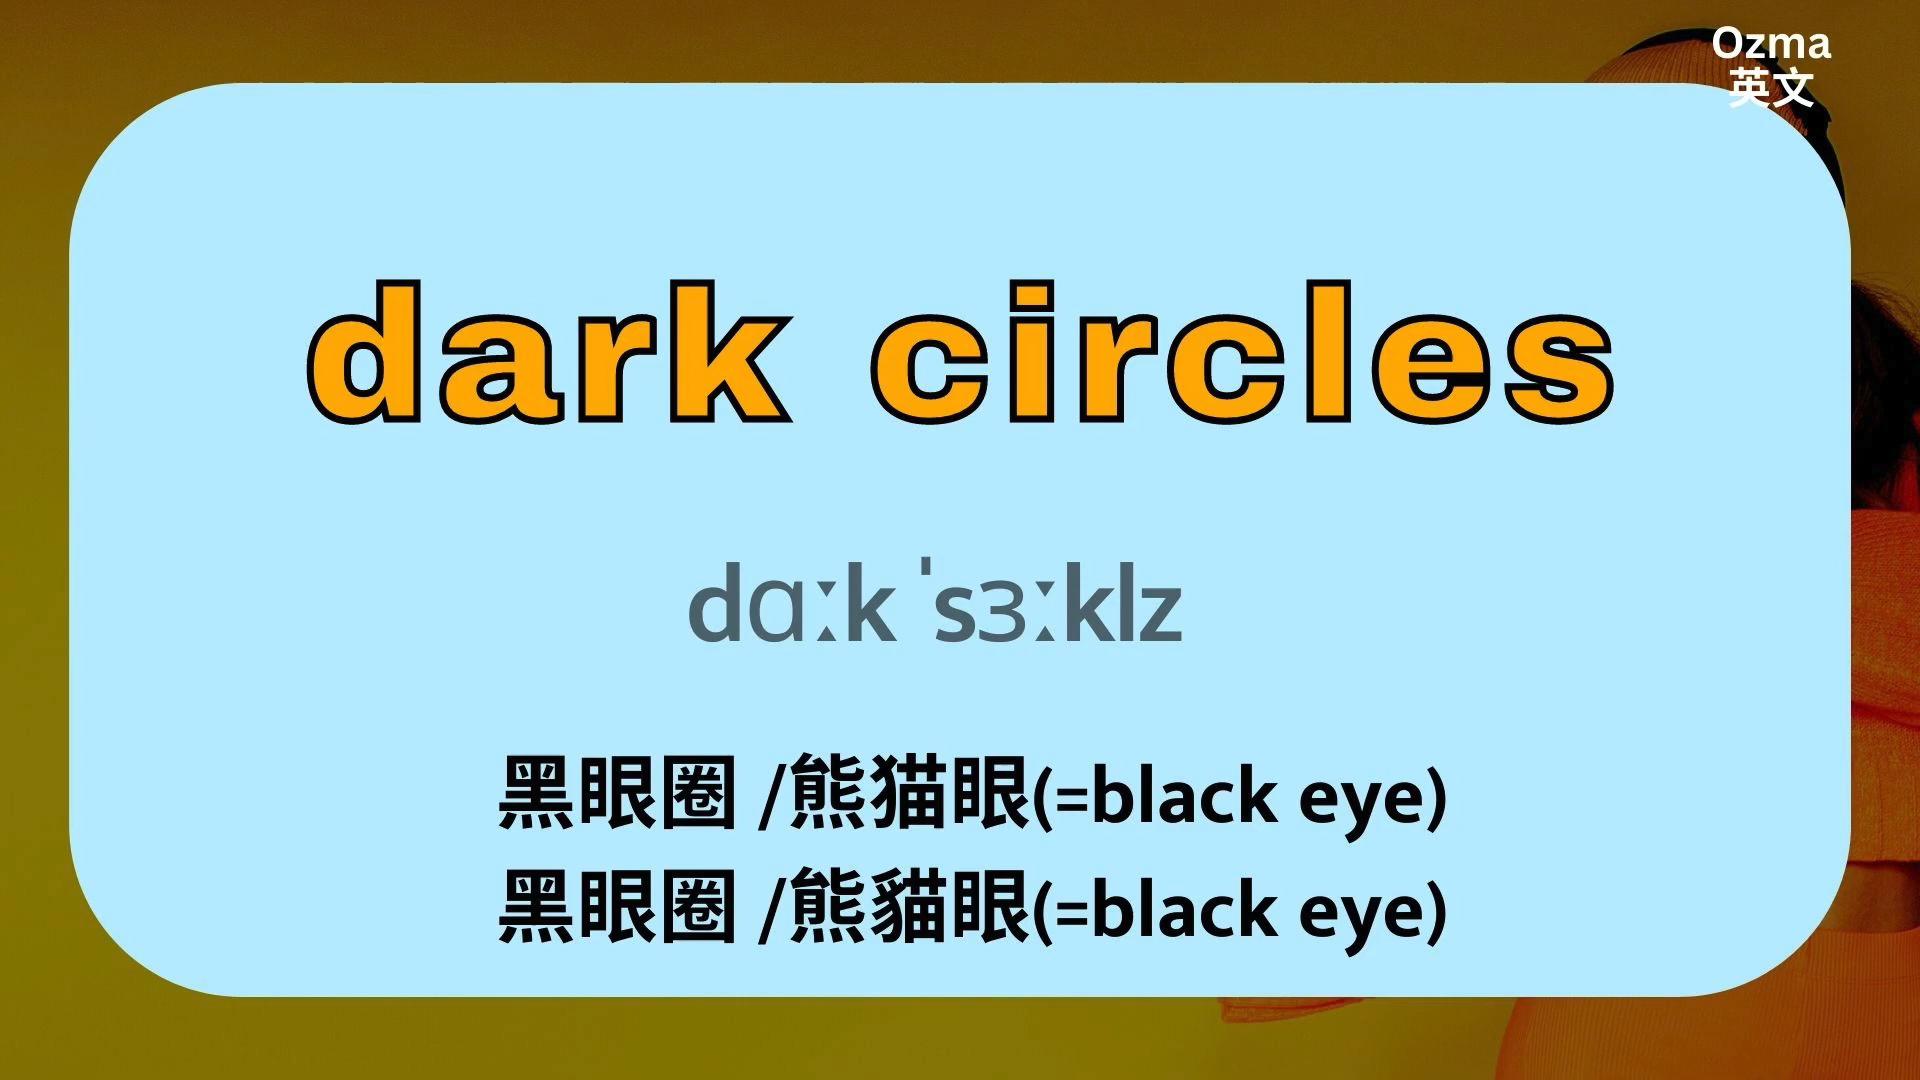 Ozma
英文
dark circles
dɑːk ˈsɜːklz
黑眼圈 /熊猫眼(=black eye)
黑眼圈 /熊貓眼(=black eye)